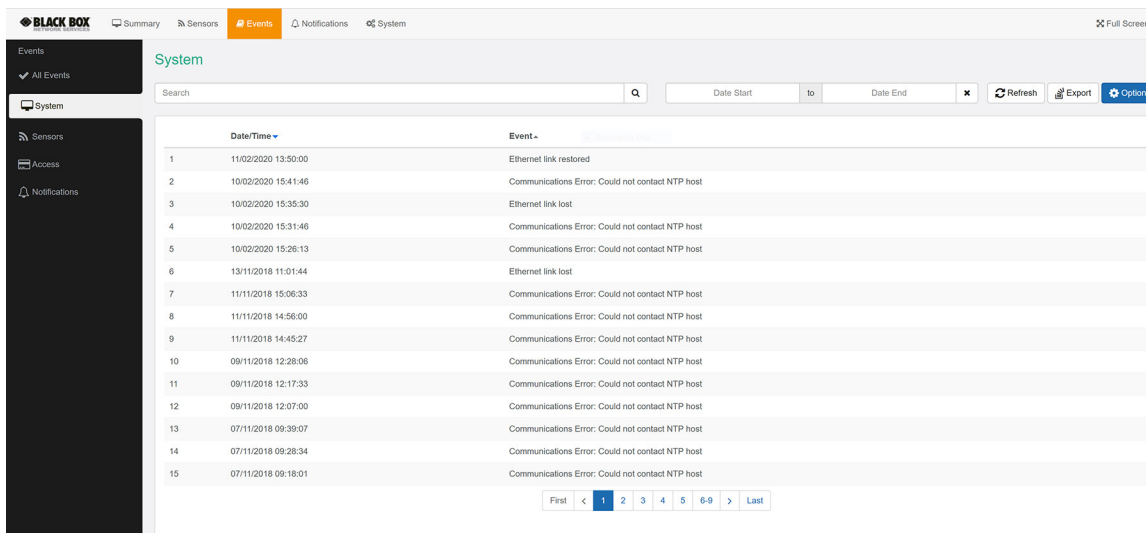 BLACK BOX Summary Sensors Events Notifications System Full Screen
NETWORK SERVICES
Events
All Events
System
Sensors
Access
Notifications
System
Search Date Start to Date End Refresh Export Option
Date/Time Event
1 11/02/2020 13:50:00 Ethernet link restored
2 10/02/2020 15:41:46 Communications Error: Could not contact NTP host
3 10/02/2020 15:35:30 Ethernet link lost
4 10/02/2020 15:31:46 Communications Error: Could not contact NTP host
5 10/02/2020 15:26:13 Communications Error: Could not contact NTP host
6 13/11/2018 11:01:44 Ethernet link lost
7 11/11/2018 15:06:33 Communications Error: Could not contact NTP host
8 11/11/2018 14:56:00 Communications Error: Could not contact NTP host
9 11/11/2018 14:45:27 Communications Error: Could not contact NTP host
10 09/11/2018 12:28:06 Communications Error: Could not contact NTP host
11 09/11/2018 12:17:33 Communications Error: Could not contact NTP host
12 09/11/2018 12:07:00 Communications Error: Could not contact NTP host
13 07/11/2018 09:39:07 Communications Error: Could not contact NTP host
14 07/11/2018 09:28:34 Communications Error: Could not contact NTP host
15 07/11/2018 09:18:01 Communications Error: Could not contact NTP host
First < 1 2 3 4 5 6-9 > Last